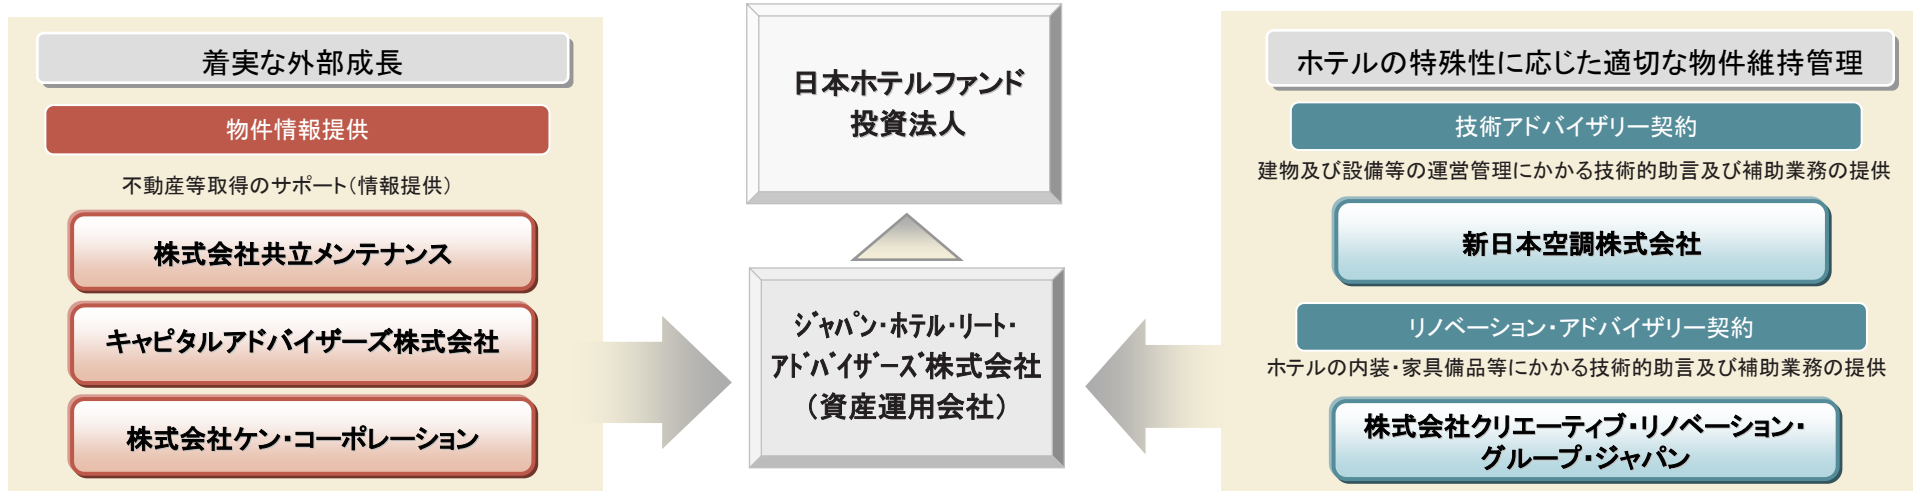 着実な外部成長
物件情報提供
不動産等取得のサポート(情報提供)
株式会社共立メンテナンス
キャピタルアドバイザーズ株式会社
株式会社ケン・コーポレーション
日本ホテルファンド
投資法人
ジャパン・ホテル・リート・
アドバイザーズ株式会社
(資産運用会社)
ホテルの特殊性に応じた適切な物件維持管理
技術アドバイザリー契約
建物及び設備等の運営管理にかかる技術的助言及び補助業務の提供
新日本空調株式会社
リノベーション・アドバイザリー契約
ホテルの内装・家具備品等にかかる技術的助言及び補助業務の提供
株式会社クリエーティブ・リノベーション・
グループ・ジャパン